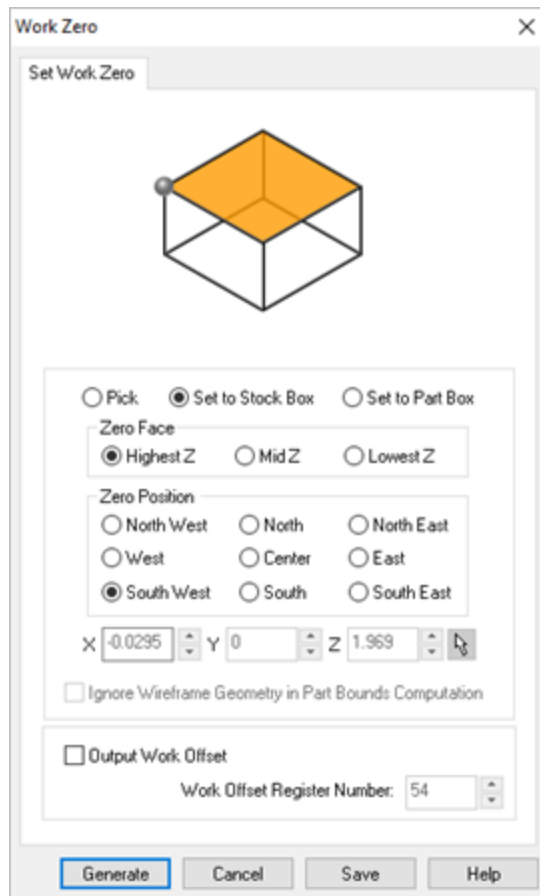 Work Zero
Set Work Zero
Pick Set to Stock Box Set to Part Box
Zero Face
Highest Z Mid Z Lowest Z
Zero Position
North West North North East
West Center East
South West South South East
X -0.0295 Y 0 Z 1.969
Ignore Wireframe Geometry in Part Bounds Computation
Output Work Offset
Work Offset Register Number: 54
Generate Cancel Save Help